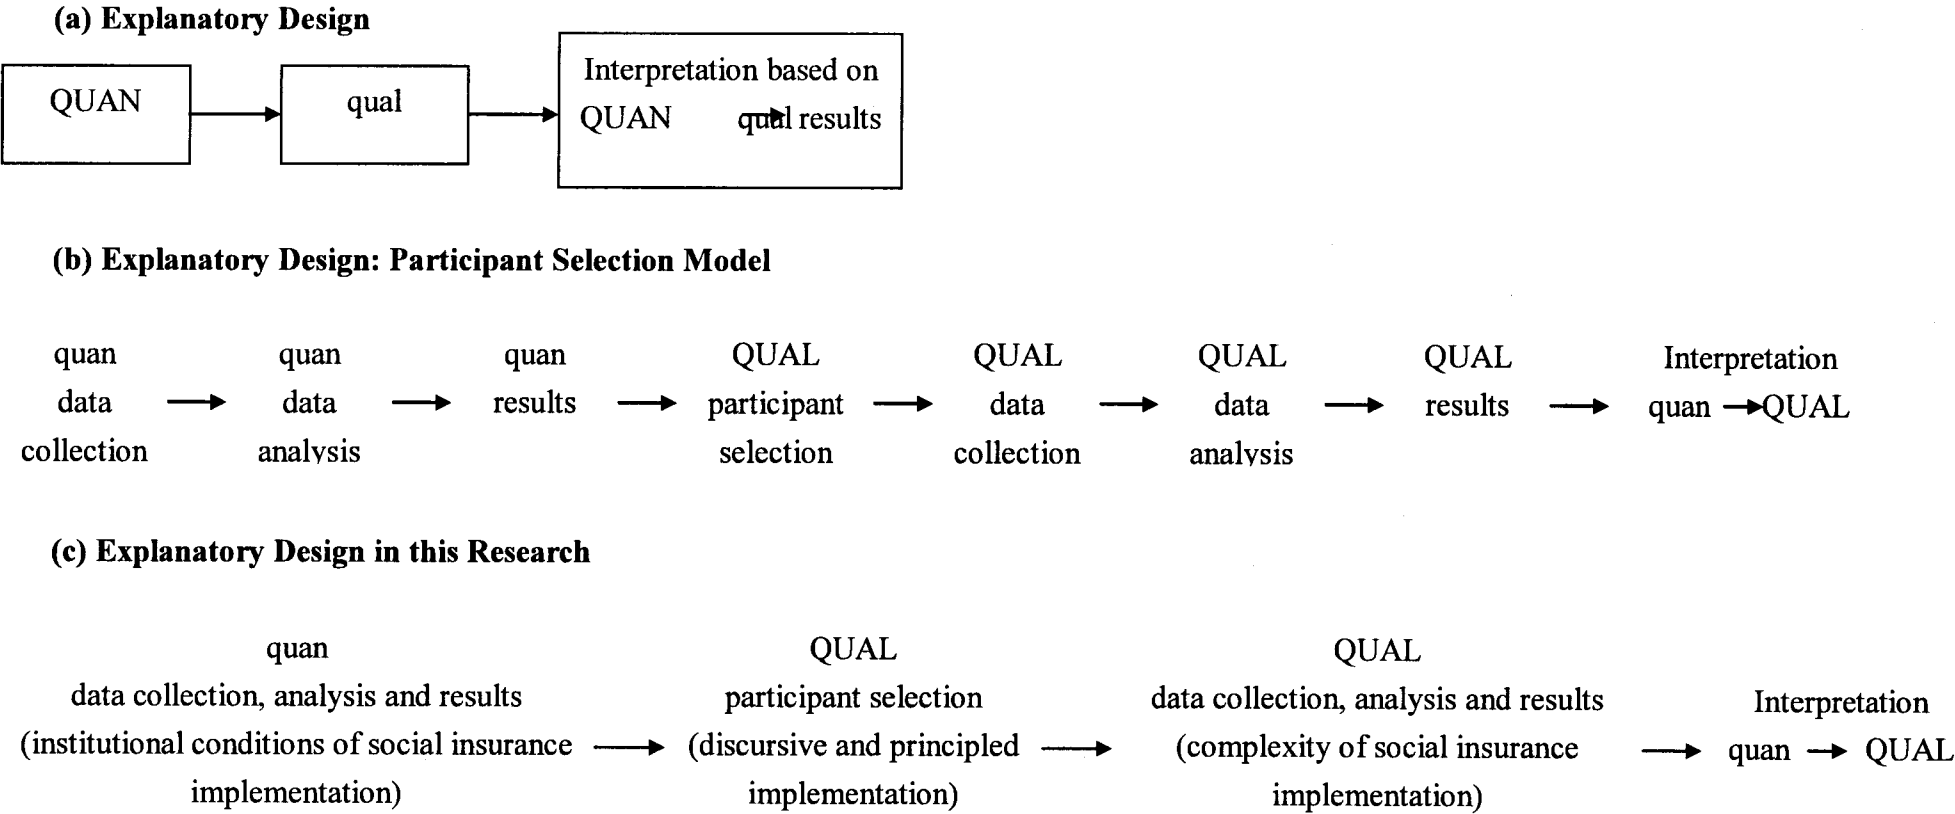 (a) Explanatory Design
QUAN
qual
Interpretation based on
QUAN qual results
(b) Explanatory Design: Participant Selection Model
quan
data
collection
quan
data
analysis
quan
results
QUAL
participant
selection
QUAL
data
collection
QUAL
data
analysis
QUAL
results
Interpretation
quan → QUAL
(c) Explanatory Design in this Research
quan
data collection, analysis and results
(institutional conditions of social insurance
implementation)
QUAL
participant selection
(discursive and principled
implementation)
QUAL
data collection, analysis and results
(complexity of social insurance
implementation)
Interpretation
quan → QUAL